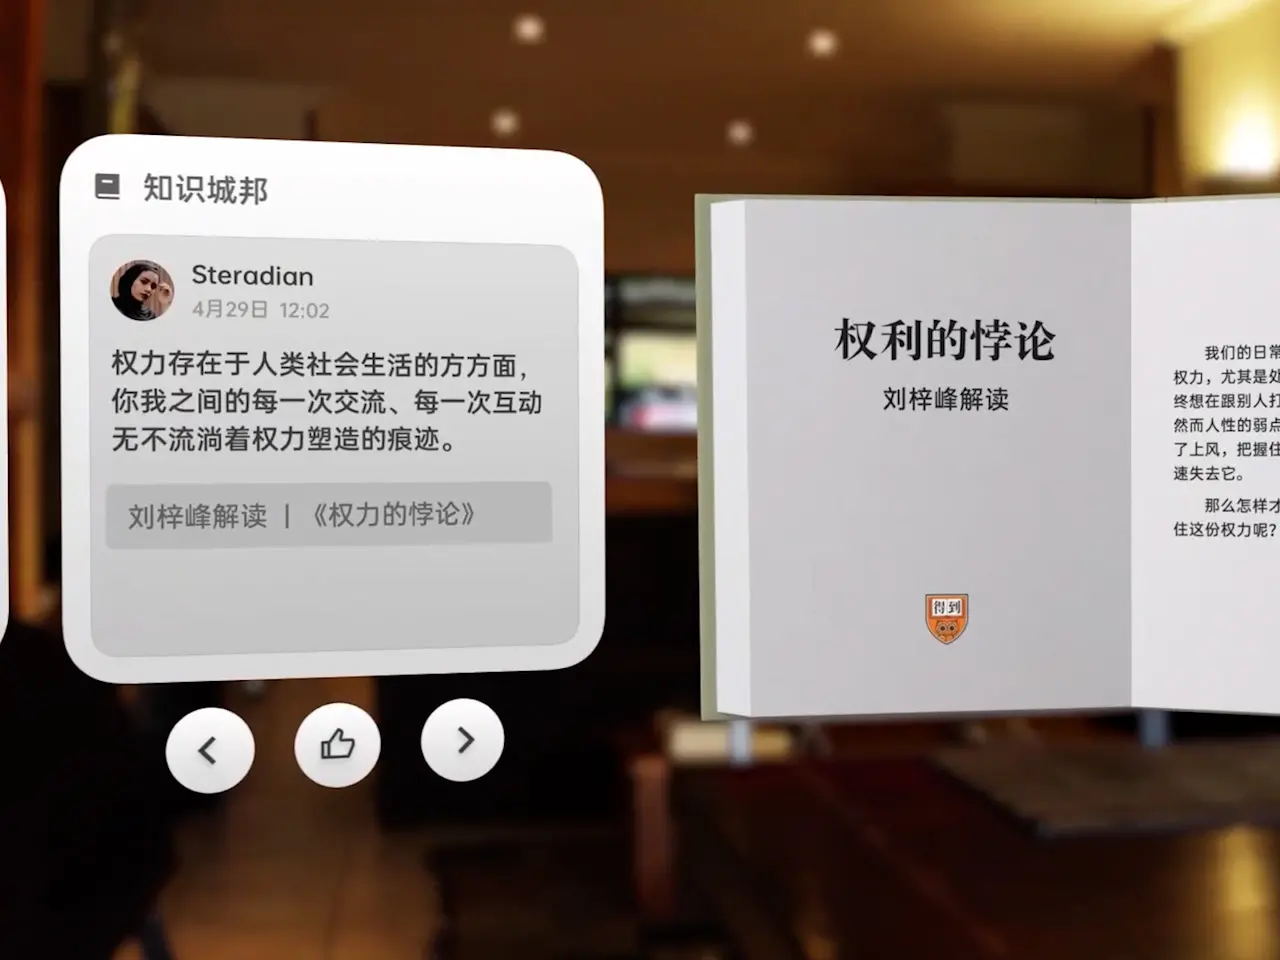 知识城邦
Steradian
4月29日 12:02
权力存在于人类社会生活的方方面，
你我之间的每一次交流、每一次互动
无不流淌着权力塑造的痕迹。
刘梓峰解读 | 《权力的悖论》
权利的悖论
刘梓峰解读
得到
我们的日常
权力，尤其是处
终想在跟别人打
然而人性的弱点
了上风，把握住
速失去它。
那么怎样才
住这份权力呢？